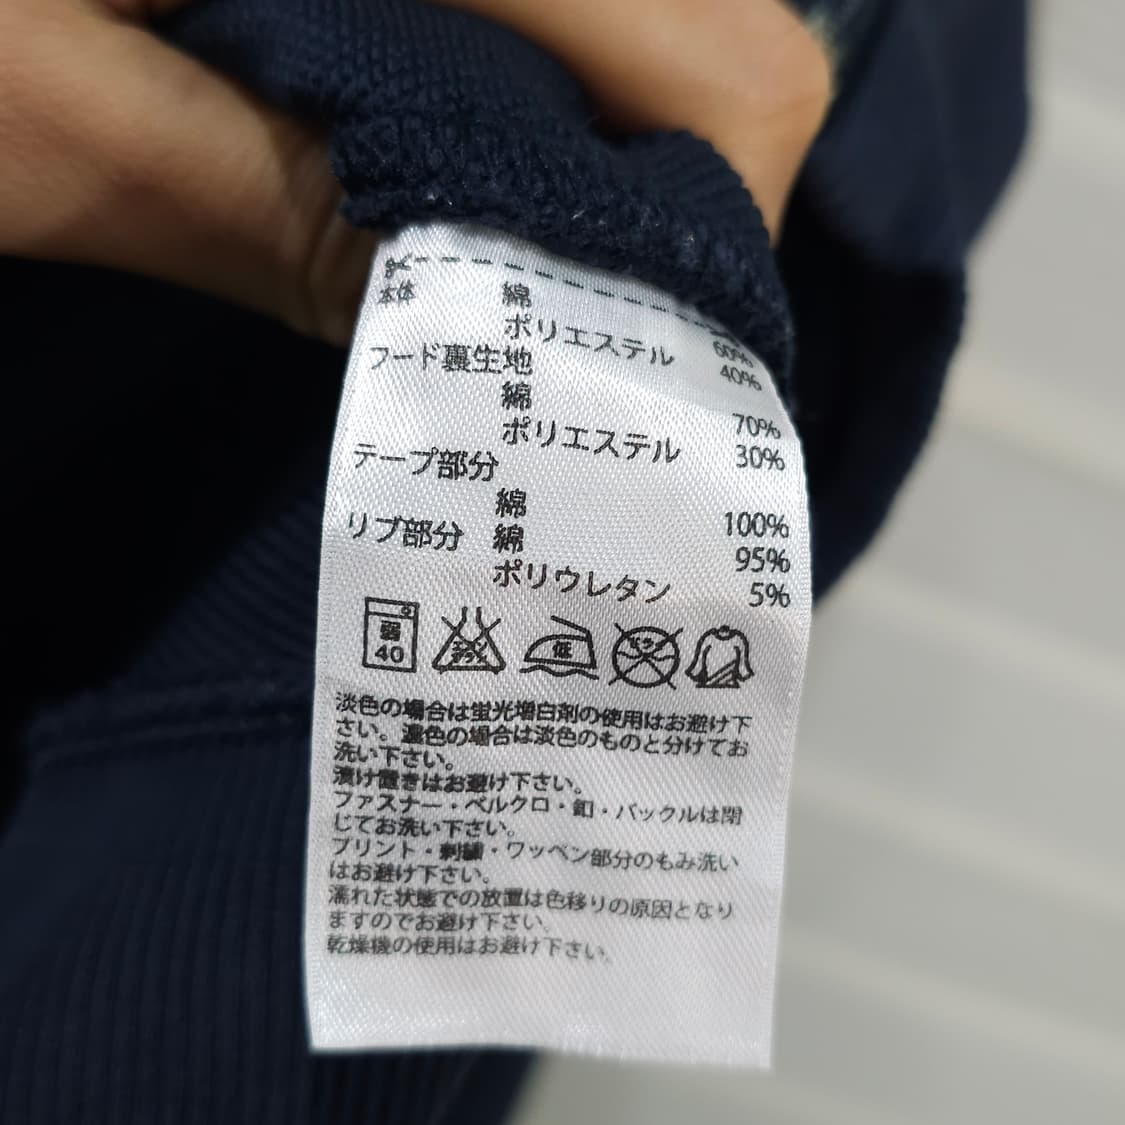 本体 綿 60%
ポリエステル 40%
フード裏生地
綿 70%
ポリエステル 30%
テープ部分
綿 100%
リブ部分 綿 95%
ポリウレタン 5%
弱 40 低
淡色の場合は蛍光増白剤の使用はお避け下
さい。濃色の場合は淡色のものと分けてお
洗い下さい。
漬け置きはお避け下さい。
ファスナー・ベルクロ・釦・バックルは閉
じてお洗い下さい。
プリント・刺繍・ワッペン部分のもみ洗い
はお避け下さい。
濡れた状態での放置は色移りの原因となり
ますのでお避け下さい。
乾燥機の使用はお避け下さい。